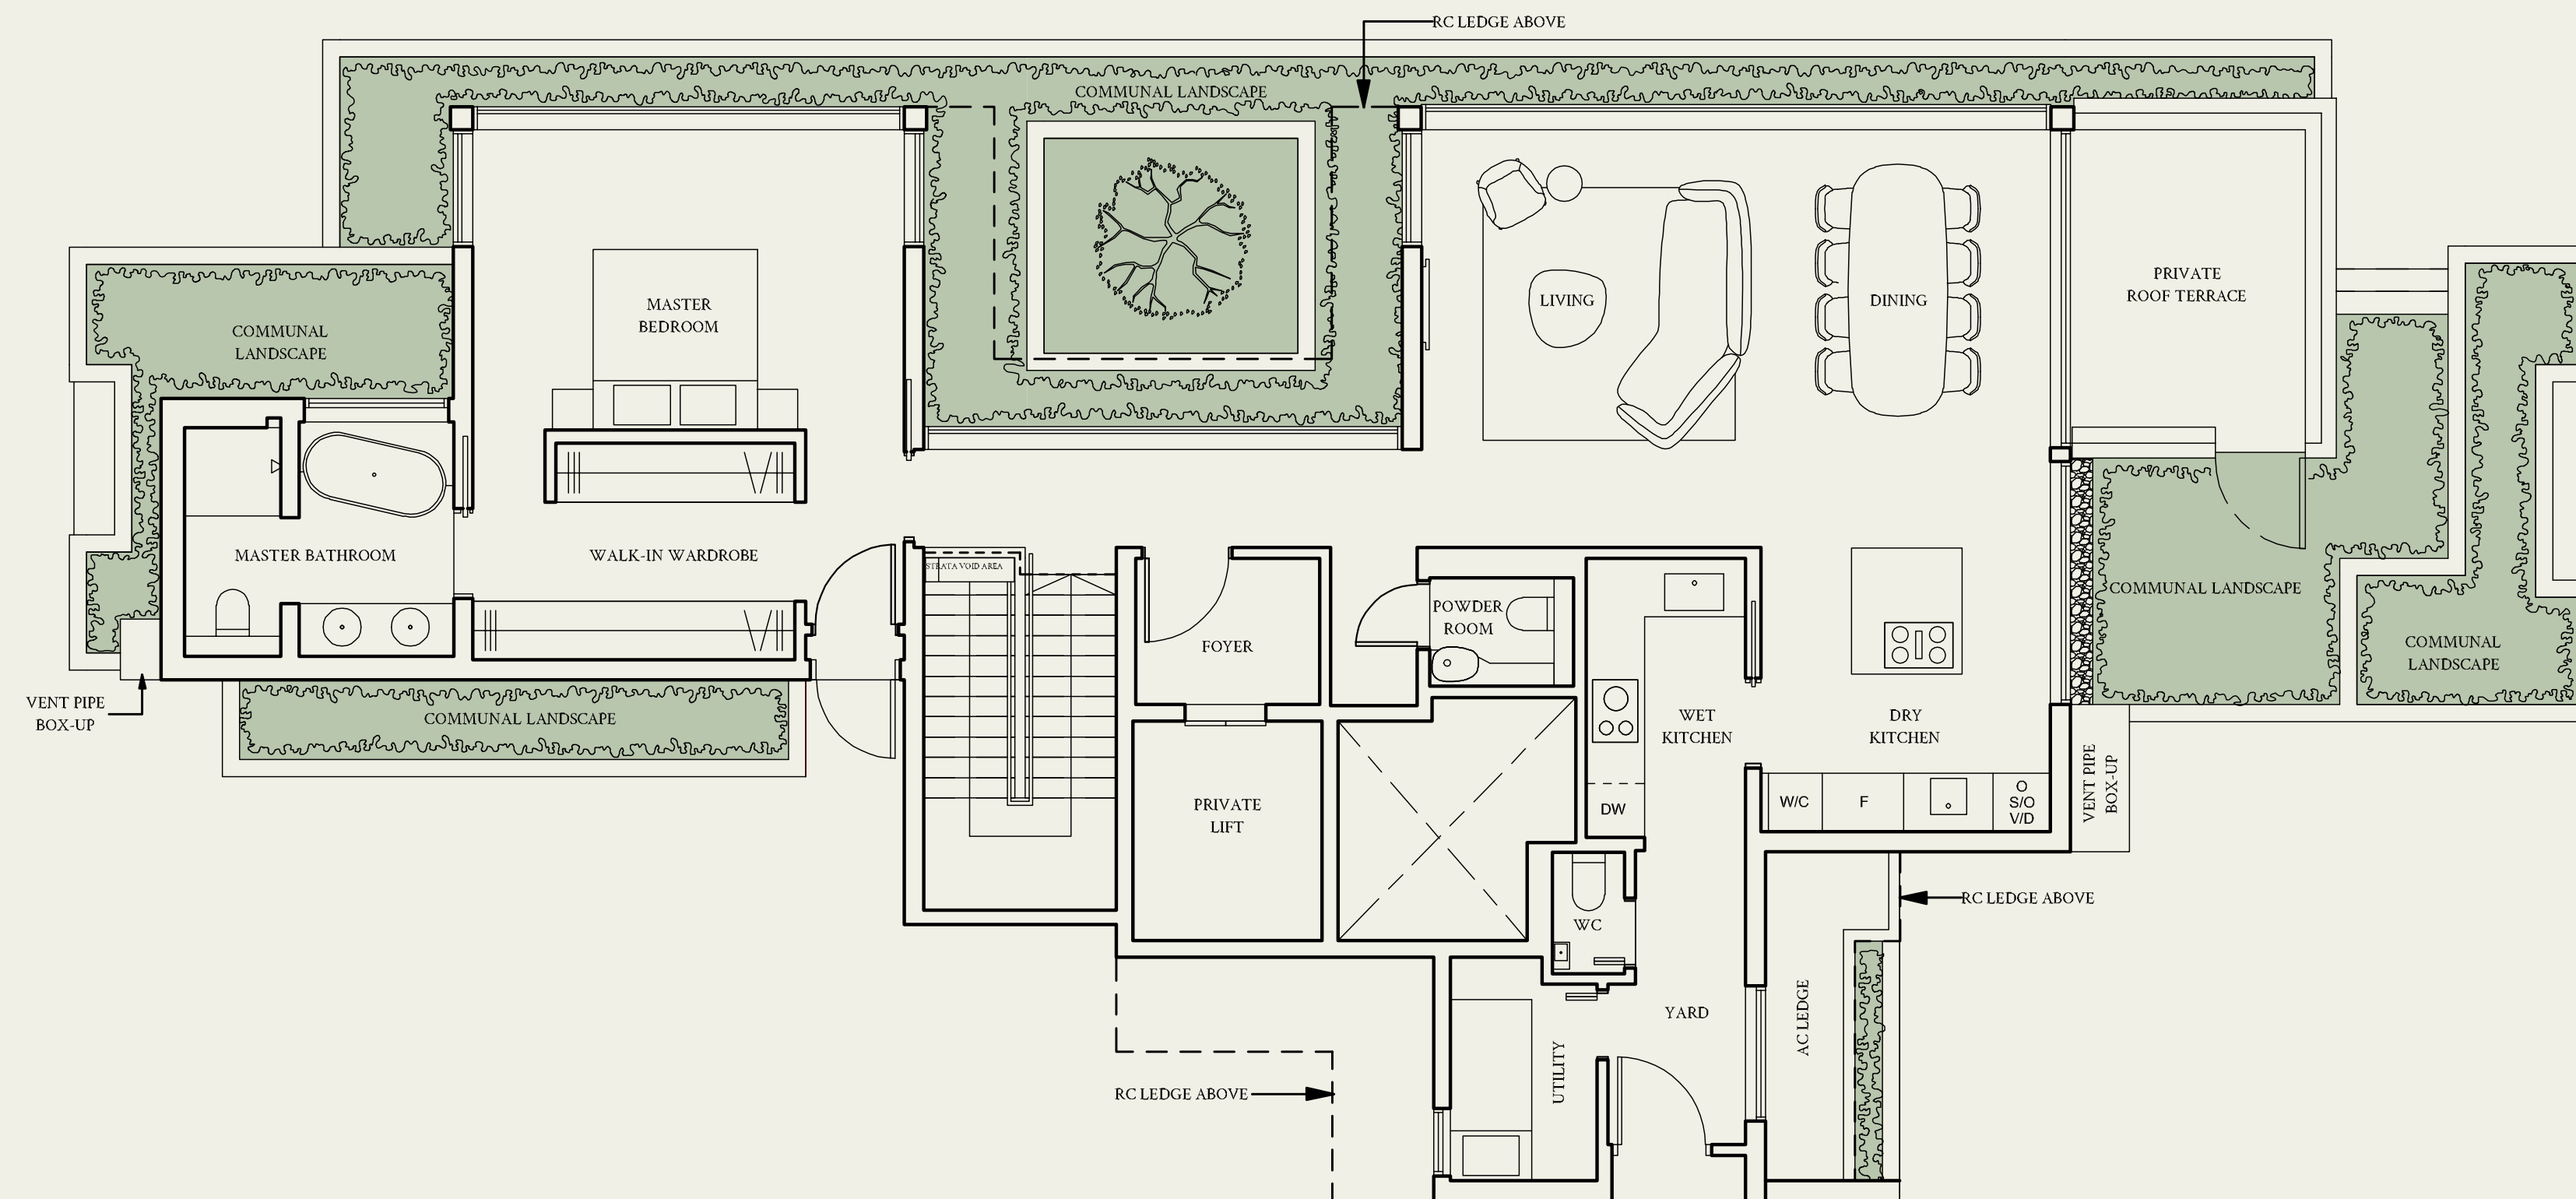 RC LEDGE ABOVE
COMMUNAL LANDSCAPE
COMMUNAL
LANDSCAPE
MASTER
BEDROOM
LIVING
DINING
PRIVATE
ROOF TERRACE
MASTER BATHROOM
WALK-IN WARDROBE
STRATA VOID AREA
FOYER
POWDER
ROOM
COMMUNAL LANDSCAPE
COMMUNAL
LANDSCAPE
VENT PIPE
BOX-UP
COMMUNAL LANDSCAPE
WET
KITCHEN
DRY
KITCHEN
PRIVATE
LIFT
DW
W/C
F
O
S/O
V/D
VENT PIPE
BOX-UP
WC
RC LEDGE ABOVE
YARD
AC LEDGE
UTILITY
RC LEDGE ABOVE